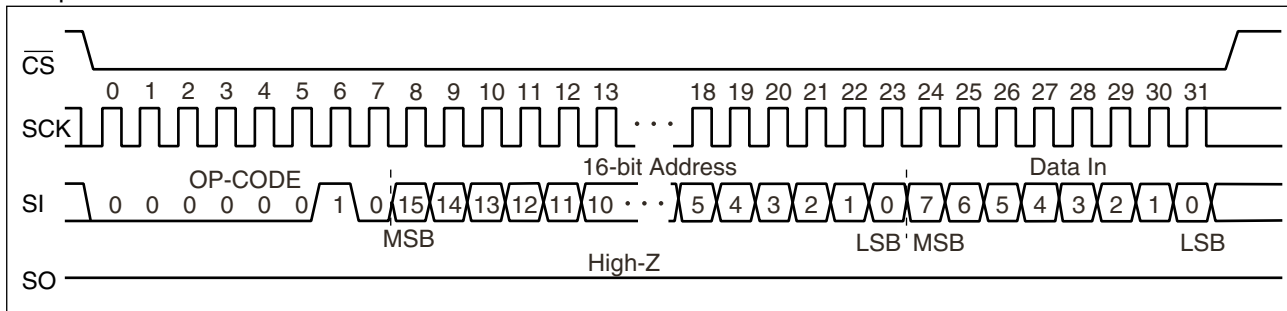 CS
0 1 2 3 4 5 6 7 8 9 10 11 12 13 18 19 20 21 22 23 24 25 26 27 28 29 30 31
SCK
· · ·
OP-CODE 16-bit Address Data In
SI 0 0 0 0 0 0 1 0 15 14 13 12 11 10 · · · 5 4 3 2 1 0 7 6 5 4 3 2 1 0
MSB LSB MSB LSB
High-Z
SO